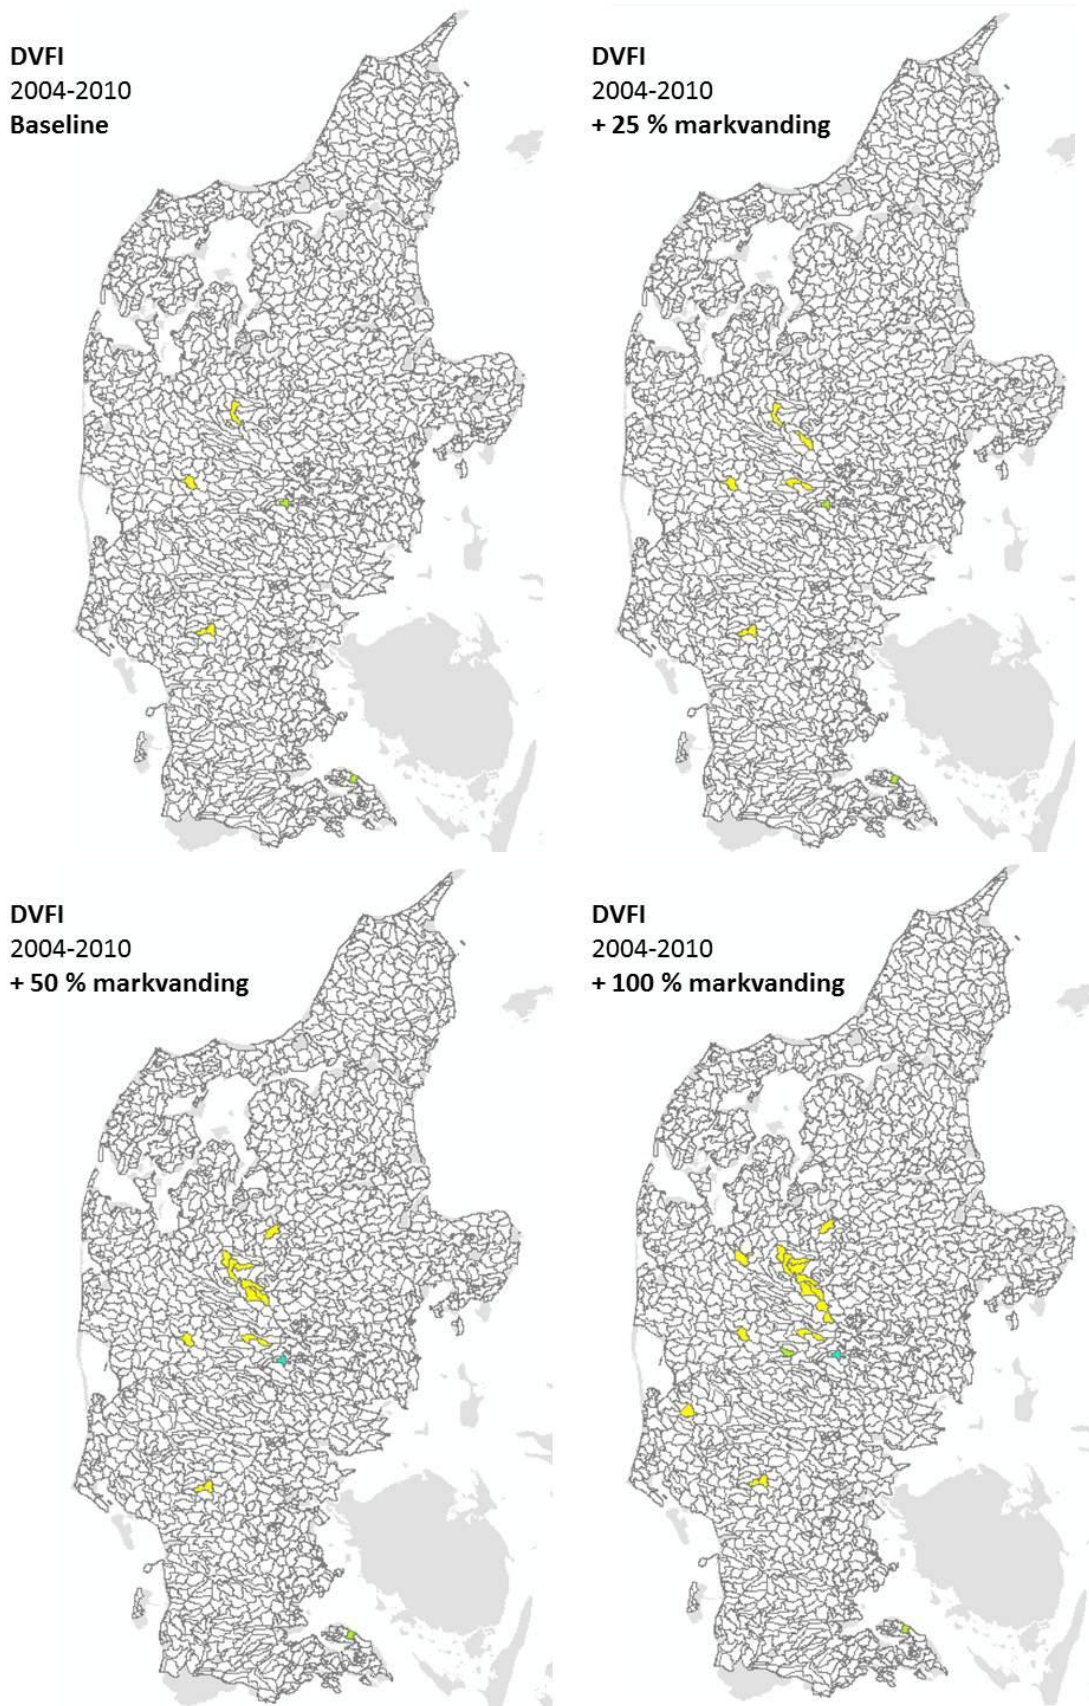 DVFI
2004-2010
Baseline
DVFI
2004-2010
+ 25 % markvanding
DVFI
2004-2010
+ 50 % markvanding
DVFI
2004-2010
+ 100 % markvanding